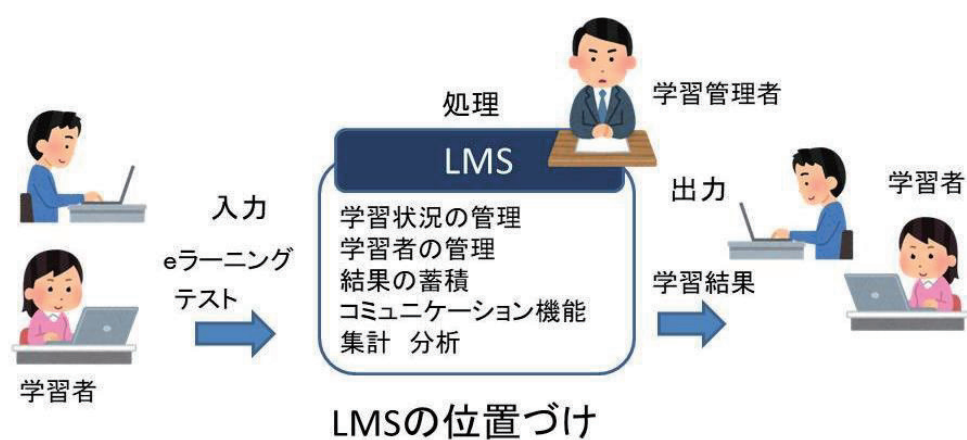 処理
学習管理者
LMS
入力
eラーニング
テスト
学習者
学習状況の管理
学習者の管理
結果の蓄積
コミュニケーション機能
集計　分析
出力
学習結果
学習者
LMSの位置づけ